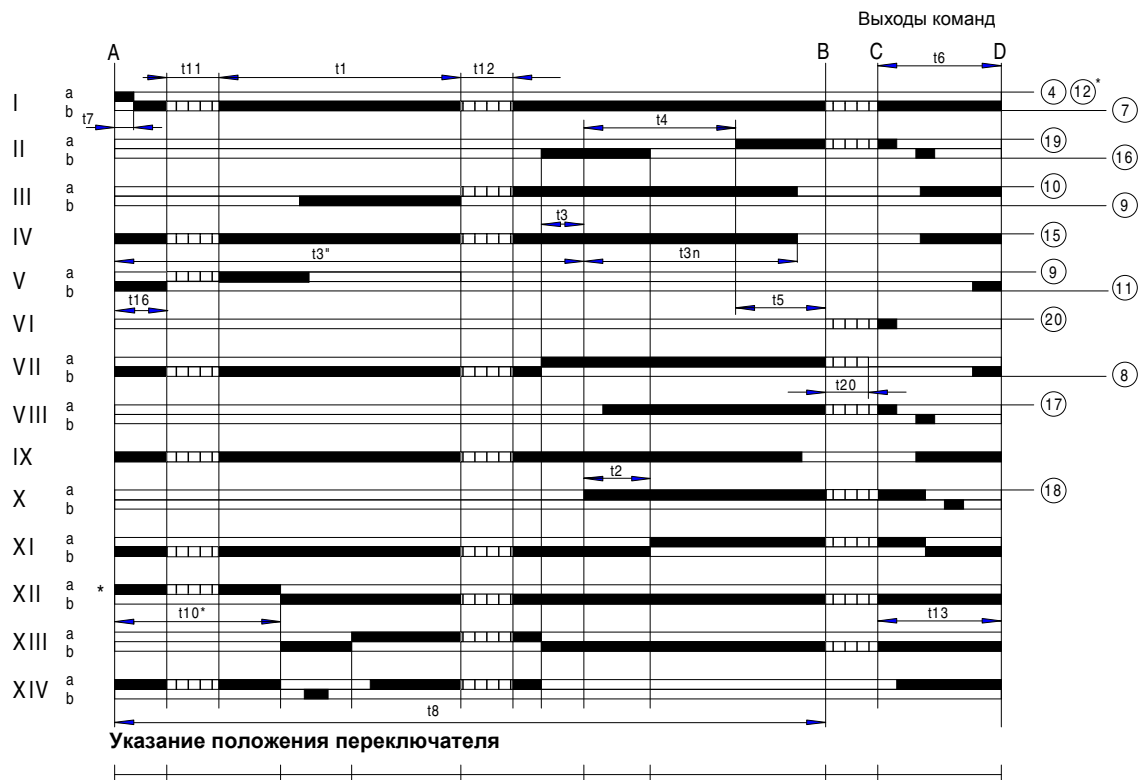 Выходы команд
A B C D
t11 t1 t12 t6
I a b 4 12* 7
t7 t4
II a b 19 16
III a b 10 9
t3
IV 15
t3" t3n
V a b 9 11
t16 t5
VI 20
VII a b 8
t20
VIII a b 17
IX
t2
X a b 18
XI a b
* XII a b
t10* t13
XIII a b
XIV a b
t8
Указание положения переключателя